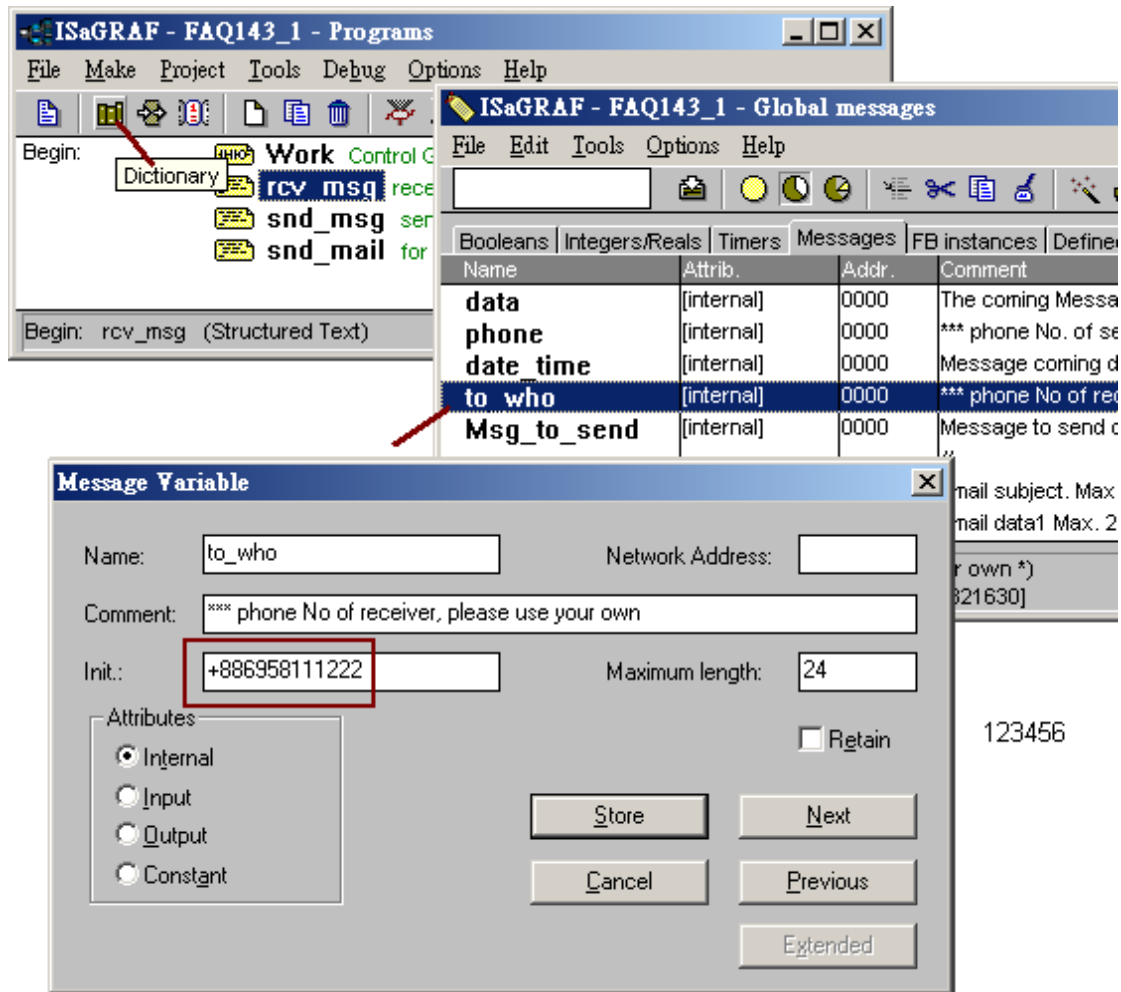 ISaGRAF - FAQ143_1 - Programs
File Make Project Tools Debug Options Help
Begin:
Dictionary
Work Control G
rcv_msg rece
snd_msg sen
snd_mail for
Begin: rcv_msg (Structured Text)
ISaGRAF - FAQ143_1 - Global messages
File Edit Tools Options Help
Booleans Integers/Reals Timers Messages FB instances Define
Name Attrib. Addr. Comment
data [internal] 0000 The coming Messa
phone [internal] 0000 *** phone No. of se
date_time [internal] 0000 Message coming d
to_who [internal] 0000 *** phone No of rec
Msg_to_send [internal] 0000 Message to send
mail subject. Max
mail data1 Max. 2
r own *)
821630]
Message Variable
Name: to_who Network Address:
Comment: *** phone No of receiver, please use your own
Init.: +886958111222 Maximum length: 24
Attributes
Internal
Input
Output
Constant
Retain
Store Next
Cancel Previous
Extended
123456